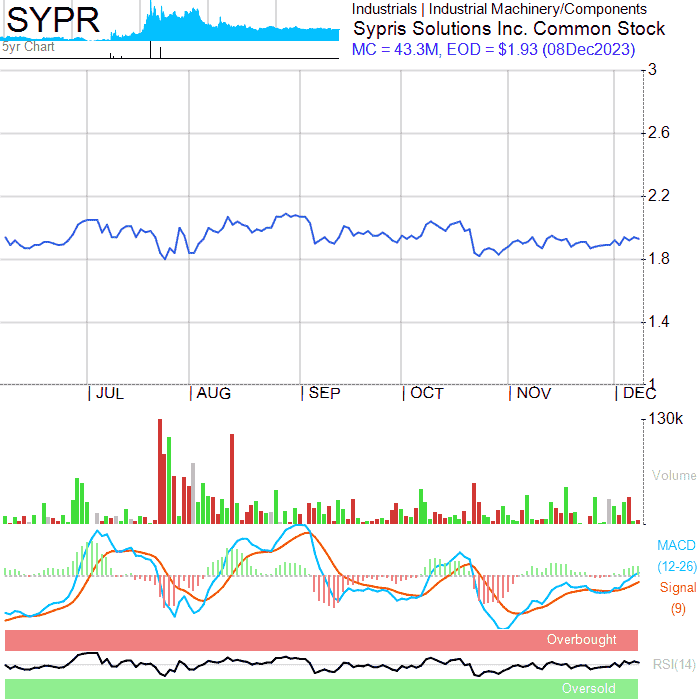 SYPR
5yr Chart
Industrials | Industrial Machinery/Components
Sypris Solutions Inc. Common Stock
MC = 43.3M, EOD = $1.93 (08Dec2023)
3
2.6
2.2
1.8
1.4
1
JUL
AUG
SEP
OCT
NOV
DEC
130k
Volume
MACD
(12-26)
Signal
(9)
Overbought
RSI(14)
Oversold